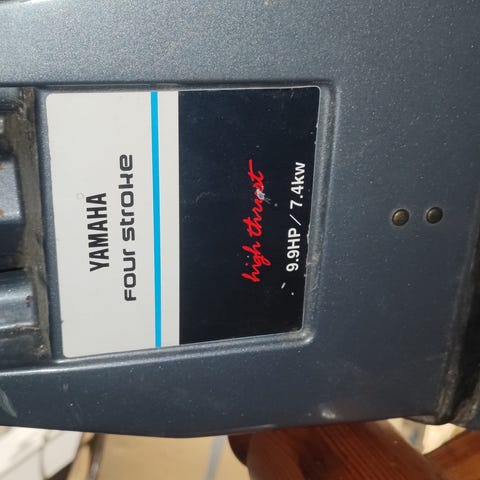 YAMAHA
FOUR STROKE
high thrust
9.9HP / 7.4kw